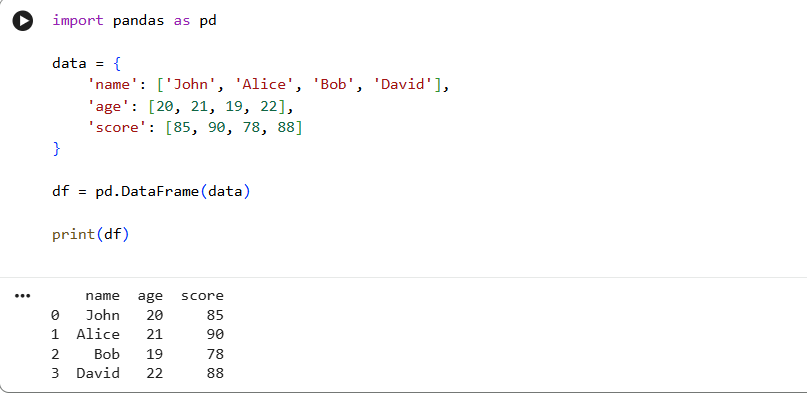 import pandas as pd
data = {
    'name': ['John', 'Alice', 'Bob', 'David'],
    'age': [20, 21, 19, 22],
    'score': [85, 90, 78, 88]
}
df = pd.DataFrame(data)
print(df)
    name  age  score
0   John   20     85
1  Alice   21     90
2    Bob   19     78
3  David   22     88